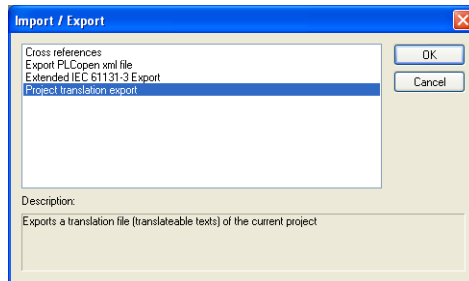 Import / Export
Cross references
Export PLCopen xml file
Extended IEC 61131-3 Export
Project translation export
OK
Cancel
Description:
Exports a translation file (translateable texts) of the current project